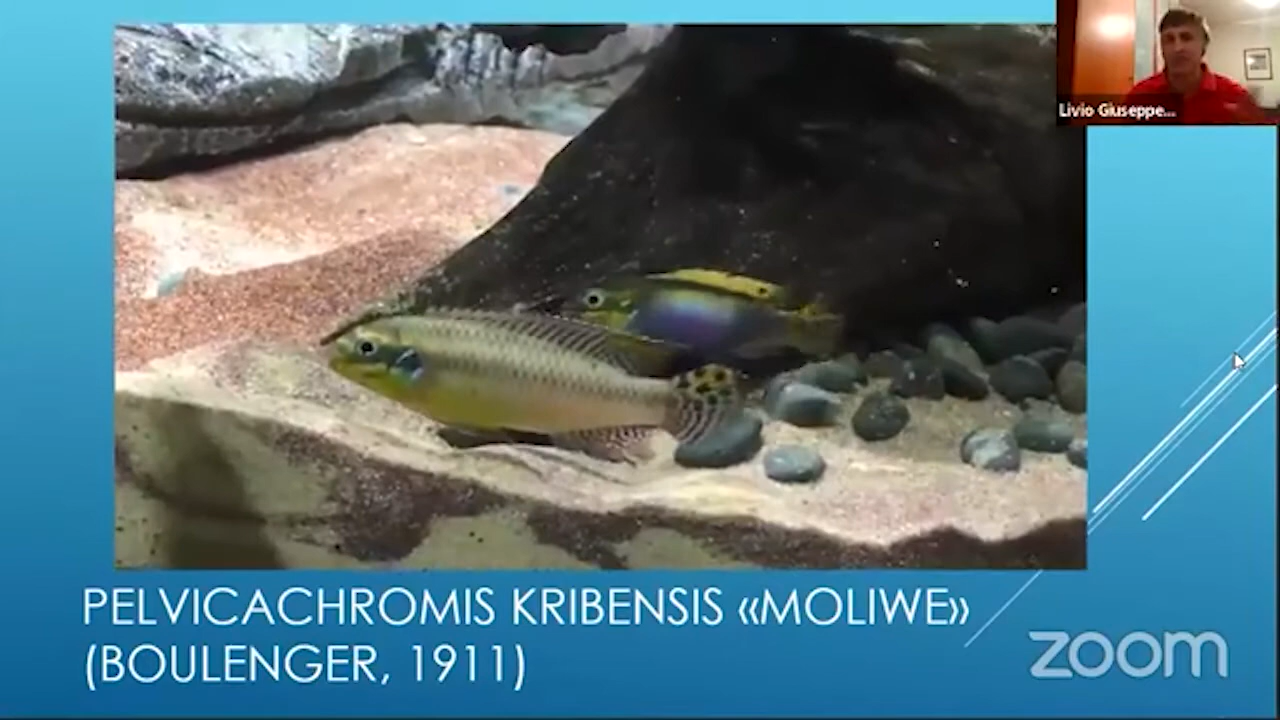 Livio Giuseppe...
PELVICACHROMIS KRIBENSIS «MOLIWE»
(BOULENGER, 1911)
zoom